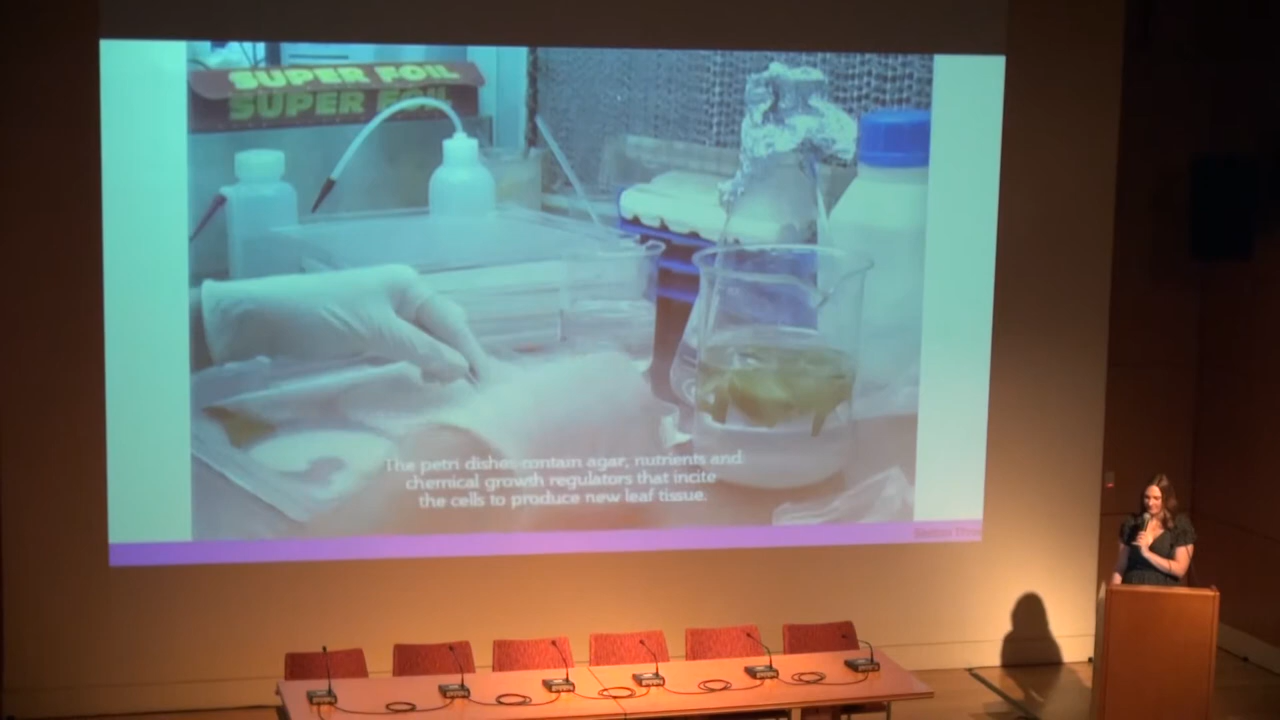 SUPER FOIL
SUPER FOIL
The petri dishes contain agar, nutrients and
chemical growth regulators that incite
the cells to produce new leaf tissue.